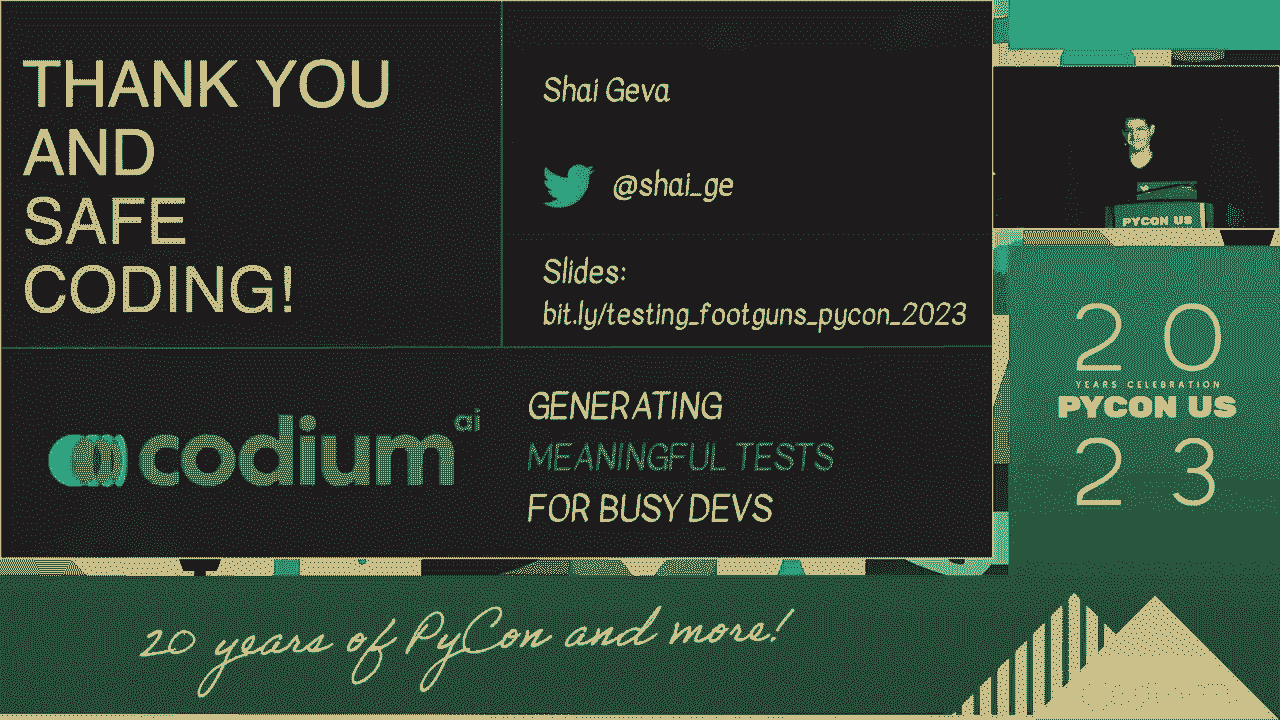 THANK YOU
AND
SAFE
CODING!
Shai Geva
@shai_ge
Slides:
bit.ly/testing_footguns_pycon_2023
codium ai
GENERATING
MEANINGFUL TESTS
FOR BUSY DEVS
PYCON US
20
YEARS CELEBRATION
PYCON US
23
20 years of PyCon and more!